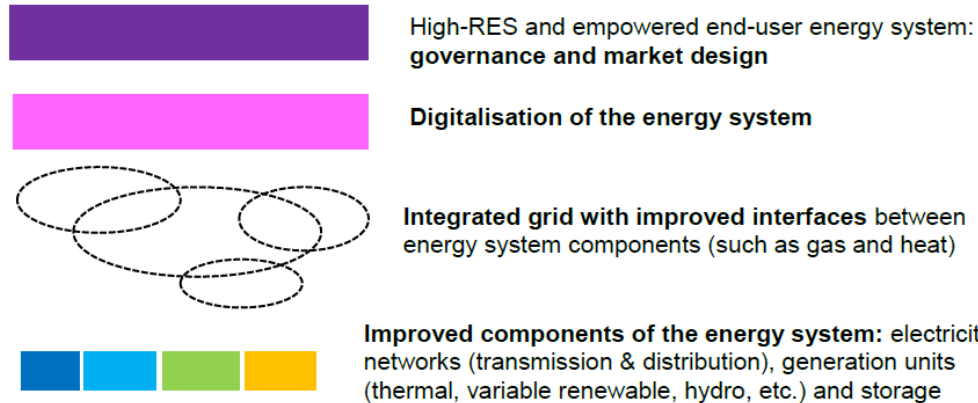 High-RES and empowered end-user energy system:
governance and market design
Digitalisation of the energy system
Integrated grid with improved interfaces between
energy system components (such as gas and heat)
Improved components of the energy system: electricit
networks (transmission & distribution), generation units
(thermal, variable renewable, hydro, etc.) and storage